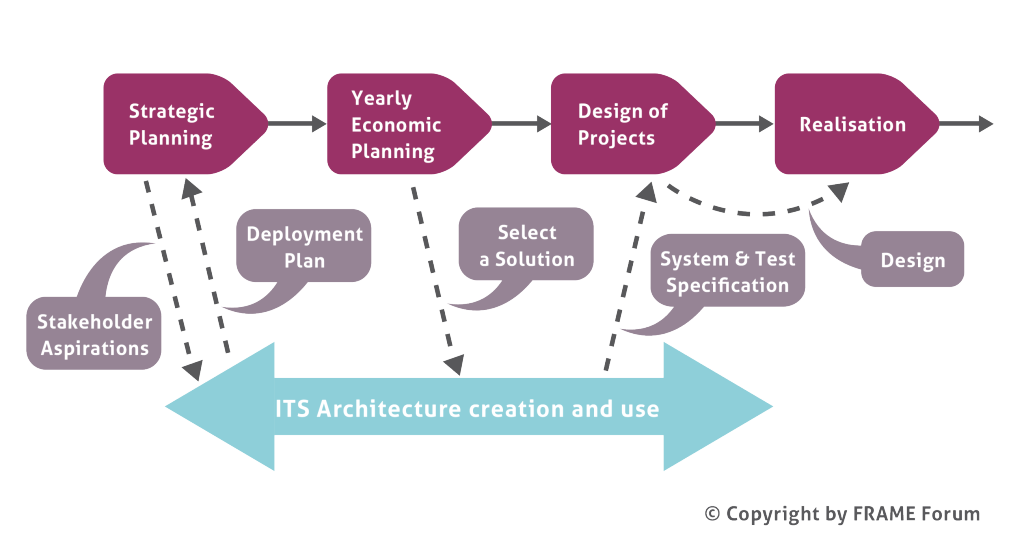 Strategic
Planning
Yearly
Economic
Planning
Design of
Projects
Realisation
Stakeholder
Aspirations
Deployment
Plan
Select
a Solution
System & Test
Specification
Design
ITS Architecture creation and use
© Copyright by FRAME Forum